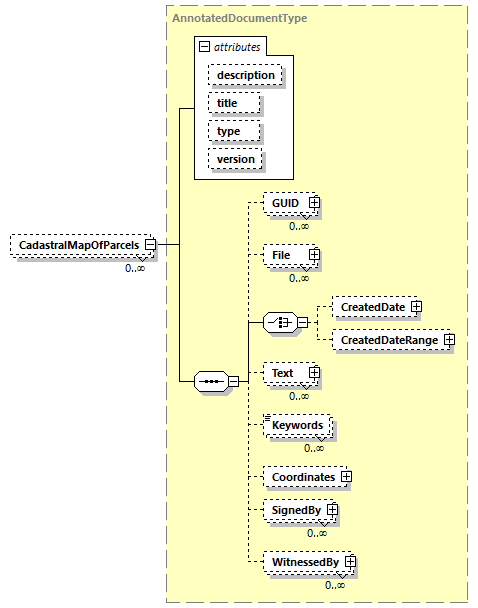 AnnotatedDocumentType
attributes
description
title
type
version
GUID
0..∞
File
0..∞
CadastralMapOfParcels
0..∞
CreatedDate
CreatedDateRange
Text
0..∞
Keywords
0..∞
Coordinates
SignedBy
0..∞
WitnessedBy
0..∞